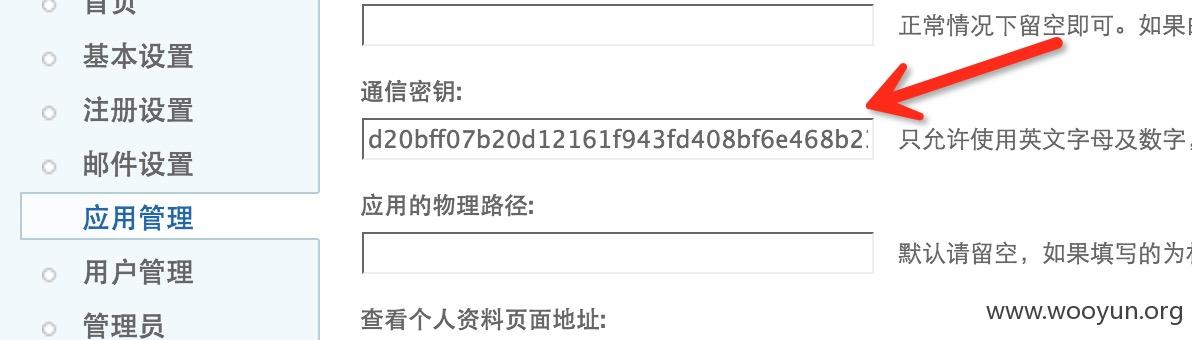 首页
基本设置
注册设置
邮件设置
应用管理
用户管理
管理员
正常情况下留空即可。如果
通信密钥:
d20bff07b20d12161f943fd408bf6e468b2
只允许使用英文字母及数字,
应用的物理路径:
默认请留空，如果填写的为
查看个人资料页面地址:
www.wooyun.org